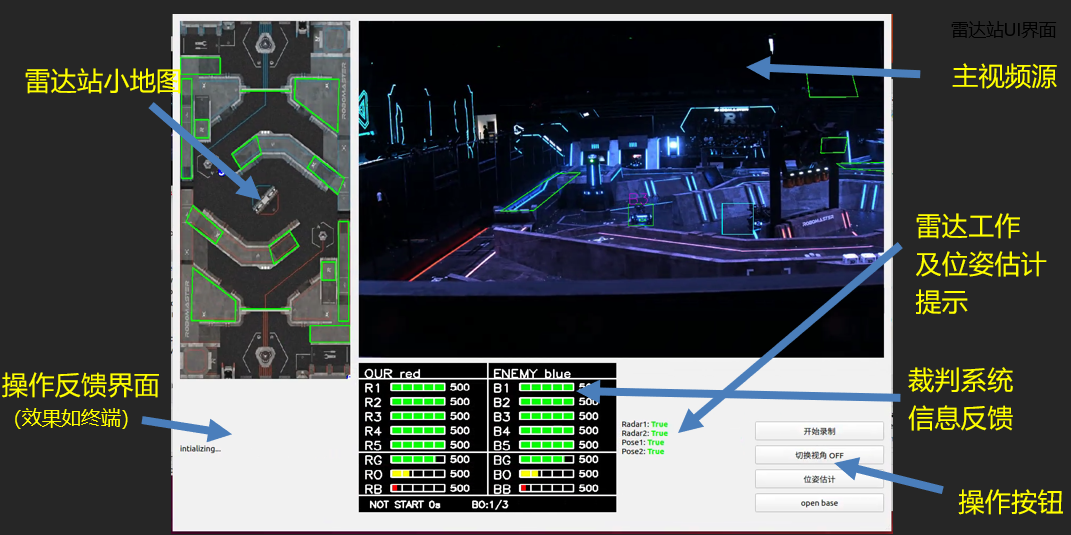 雷达站UI界面
雷达站小地图
主视频源
ROBOMASTER
ROBOMASTER
ROBOMASTER
R
雷达工作
及位姿估计
提示
操作反馈界面
(效果如终端)
intializing...
OUR red
ENEMY blue
R1 500
B1 500
R2 500
B2 500
R3 500
B3 500
R4 500
B4 500
R5 500
B5 500
RG 500
BG 500
RO 500
BO 500
RB 500
BB 500
NOT START 0s BO:1/3
Radar1: True
Radar2: True
Pose1: True
Pose2: True
裁判系统
信息反馈
开始录制
切换视角 OFF
位姿估计
open base
操作按钮